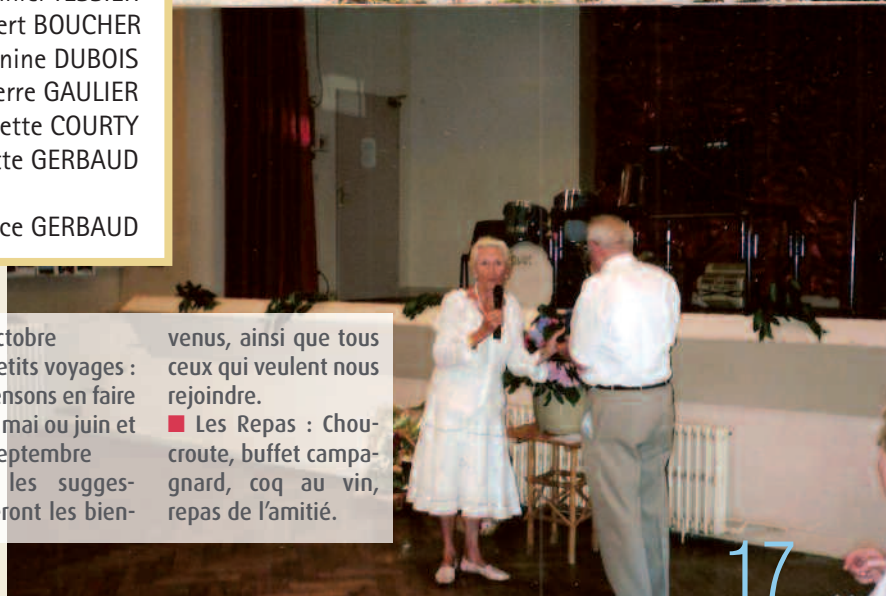 TESSIER
ert BOUCHER
nine DUBOIS
erre GAULIER
ette COURTY
tte GERBAUD
ce GERBAUD
ctobre
etits voyages :
ensons en faire
mai ou juin et
eptembre
les sugges-
ront les bien-
venus, ainsi que tous
ceux qui veulent nous
rejoindre.
■ Les Repas : Chou-
croute, buffet campa-
gnard, coq au vin,
repas de l'amitié.
17